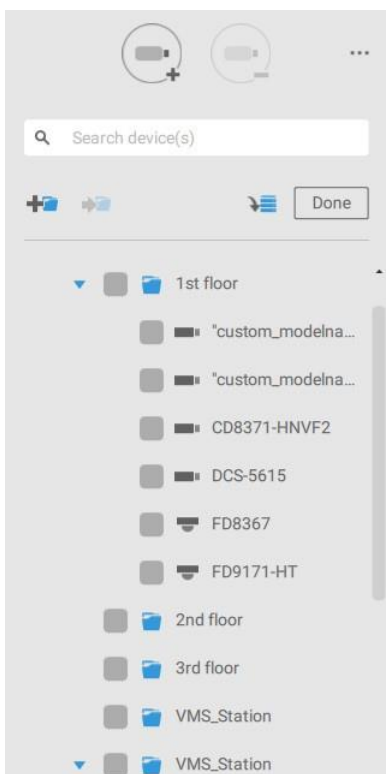 Search device(s)
Done
1st floor
"custom_modelna...
"custom_modelna...
CD8371-HNVF2
DCS-5615
FD8367
FD9171-HT
2nd floor
3rd floor
VMS_Station
VMS_Station